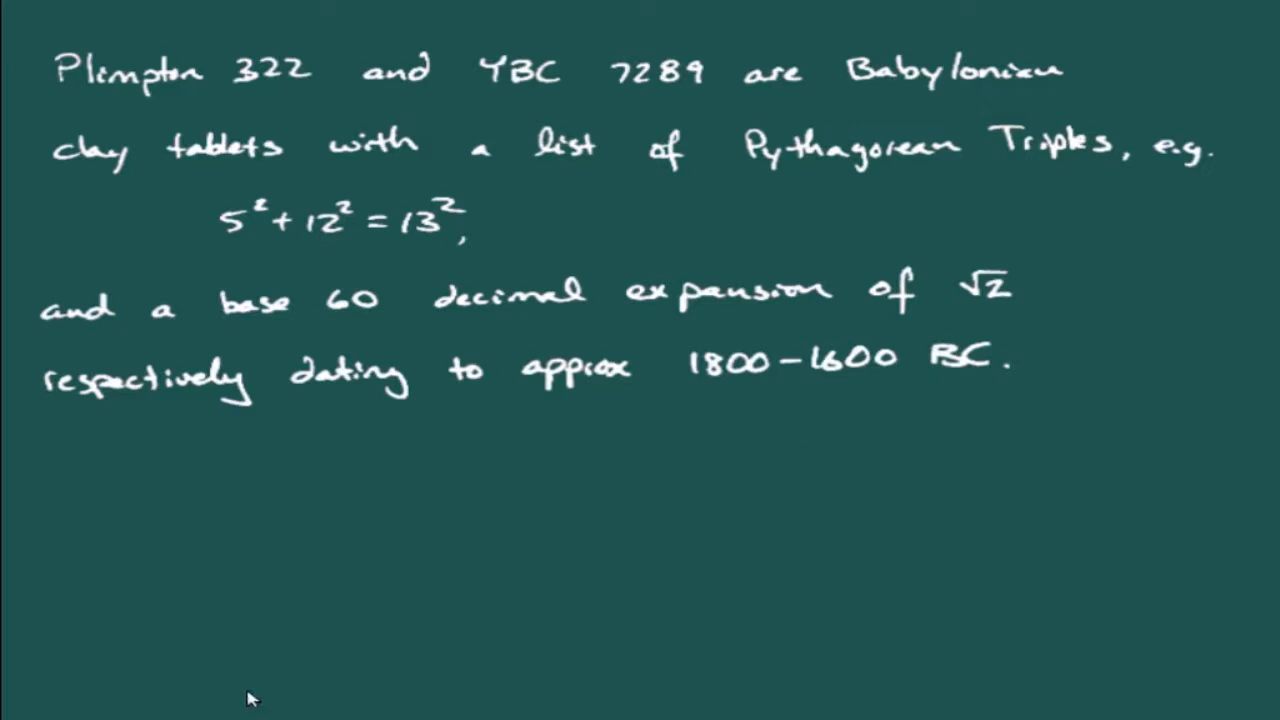 Plimpton 322 and YBC 7289 are Babylonian
clay tablets with a list of Pythagorean Triples, e.g.
5² + 12² = 13²,
and a base 60 decimal expansion of √2
respectively dating to approx 1800 – 1600 BC.